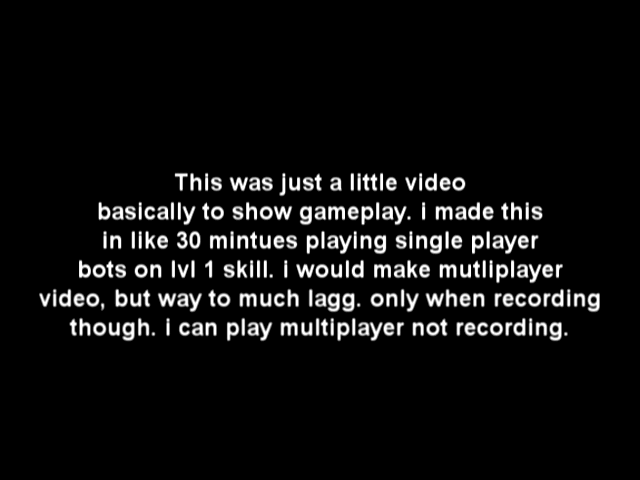 This was just a little video
basically to show gameplay. i made this
in like 30 mintues playing single player
bots on lvl 1 skill. i would make mutliplayer
video, but way to much lagg. only when recording
though. i can play multiplayer not recording.